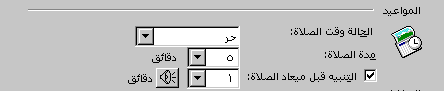 المواعيد
الحالة وقت الصلاة: حر
مدة الصلاة: ٥ دقائق
التنبيه قبل ميعاد الصلاة: ١ دقائق